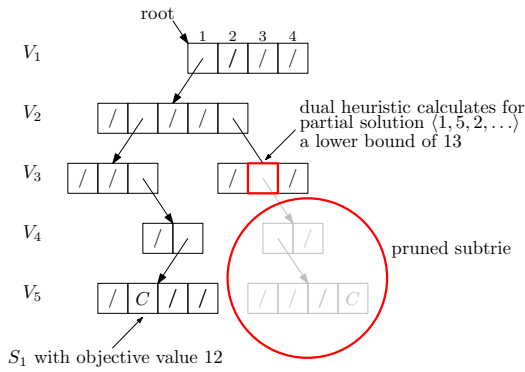 root
1 2 3 4
V₁ / / /
V₂ / / / /
dual heuristic calculates for
partial solution ⟨1, 5, 2, . . .⟩
a lower bound of 13
V₃ / / / /
V₄ / /
pruned subtrie
V₅ / C / / / / / C
S₁ with objective value 12